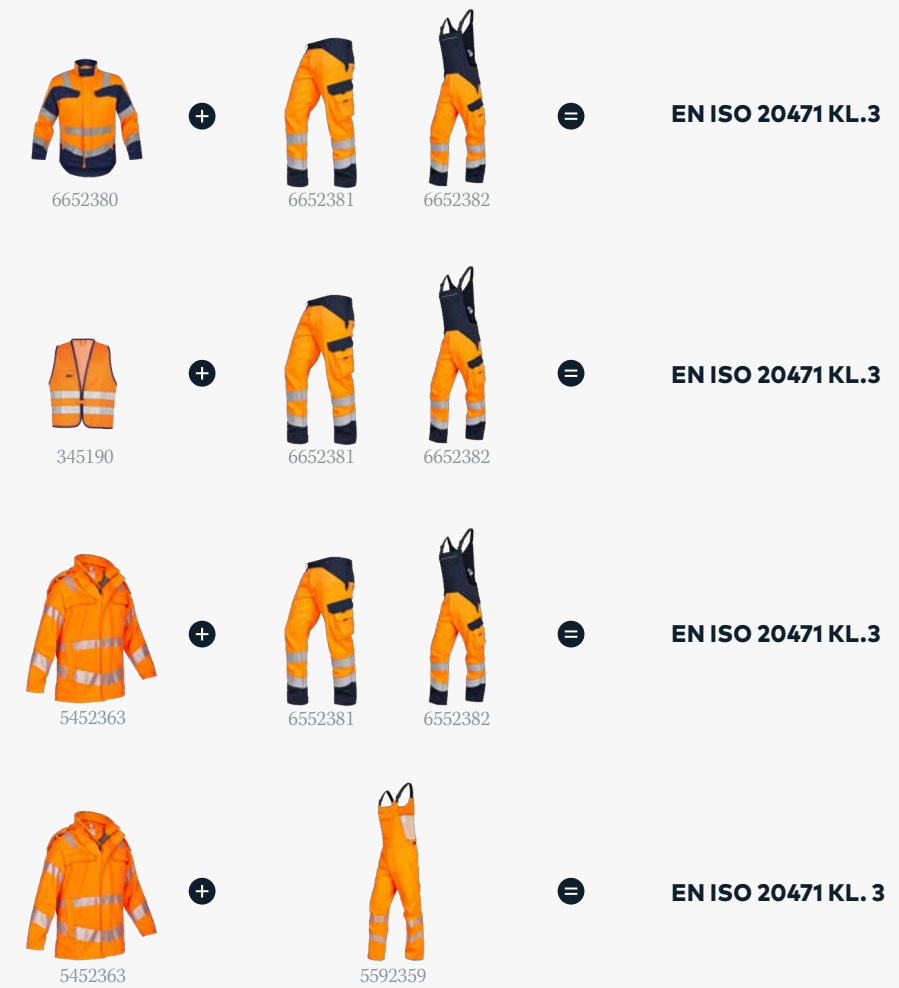 + = EN ISO 20471 KL.3
6652380 6652381 6652382
+ = EN ISO 20471 KL.3
345190 6652381 6652382
+ = EN ISO 20471 KL.3
5452363 6552381 6552382
+ = EN ISO 20471 KL. 3
5452363 5592359